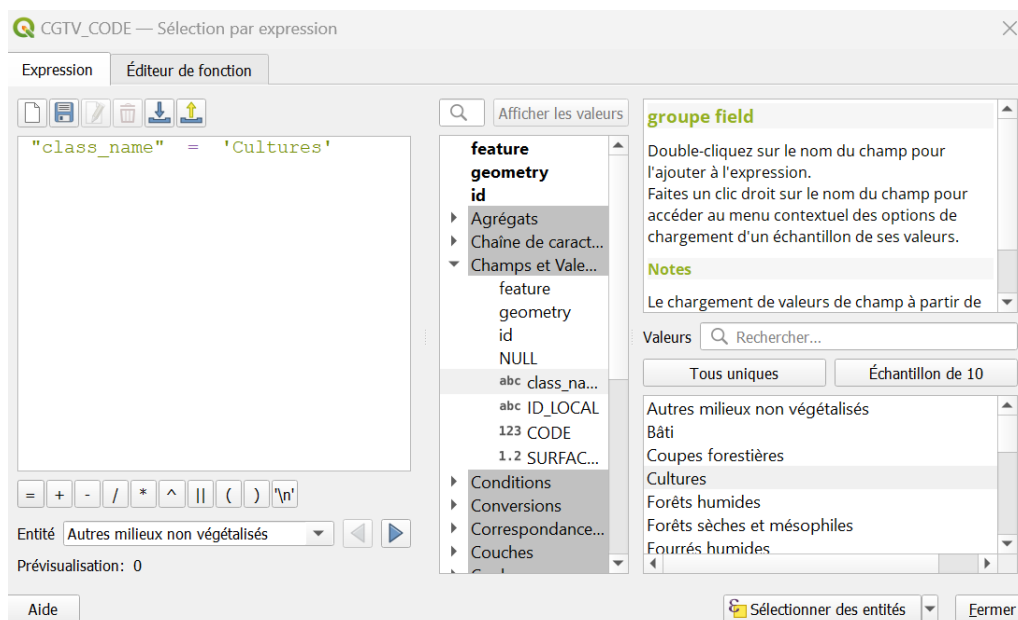 CGTV_CODE — Sélection par expression
Expression
Éditeur de fonction
"class_name" = 'Cultures'
= + - / * ^ || ( ) '\n'
Entité Autres milieux non végétalisés
Prévisualisation: 0
Afficher les valeurs
feature
geometry
id
Agrégats
Chaîne de caract...
Champs et Vale...
feature
geometry
id
NULL
abc class_na...
abc ID_LOCAL
123 CODE
1.2 SURFAC...
Conditions
Conversions
Correspondance...
Couches
groupe field
Double-cliquez sur le nom du champ pour
l'ajouter à l'expression.
Faites un clic droit sur le nom du champ pour
accéder au menu contextuel des options de
chargement d'un échantillon de ses valeurs.
Notes
Le chargement de valeurs de champ à partir de
Valeurs Rechercher...
Tous uniques
Échantillon de 10
Autres milieux non végétalisés
Bâti
Coupes forestières
Cultures
Forêts humides
Forêts sèches et mésophiles
Fourrés humides
Aide
ε Sélectionner des entités
Fermer